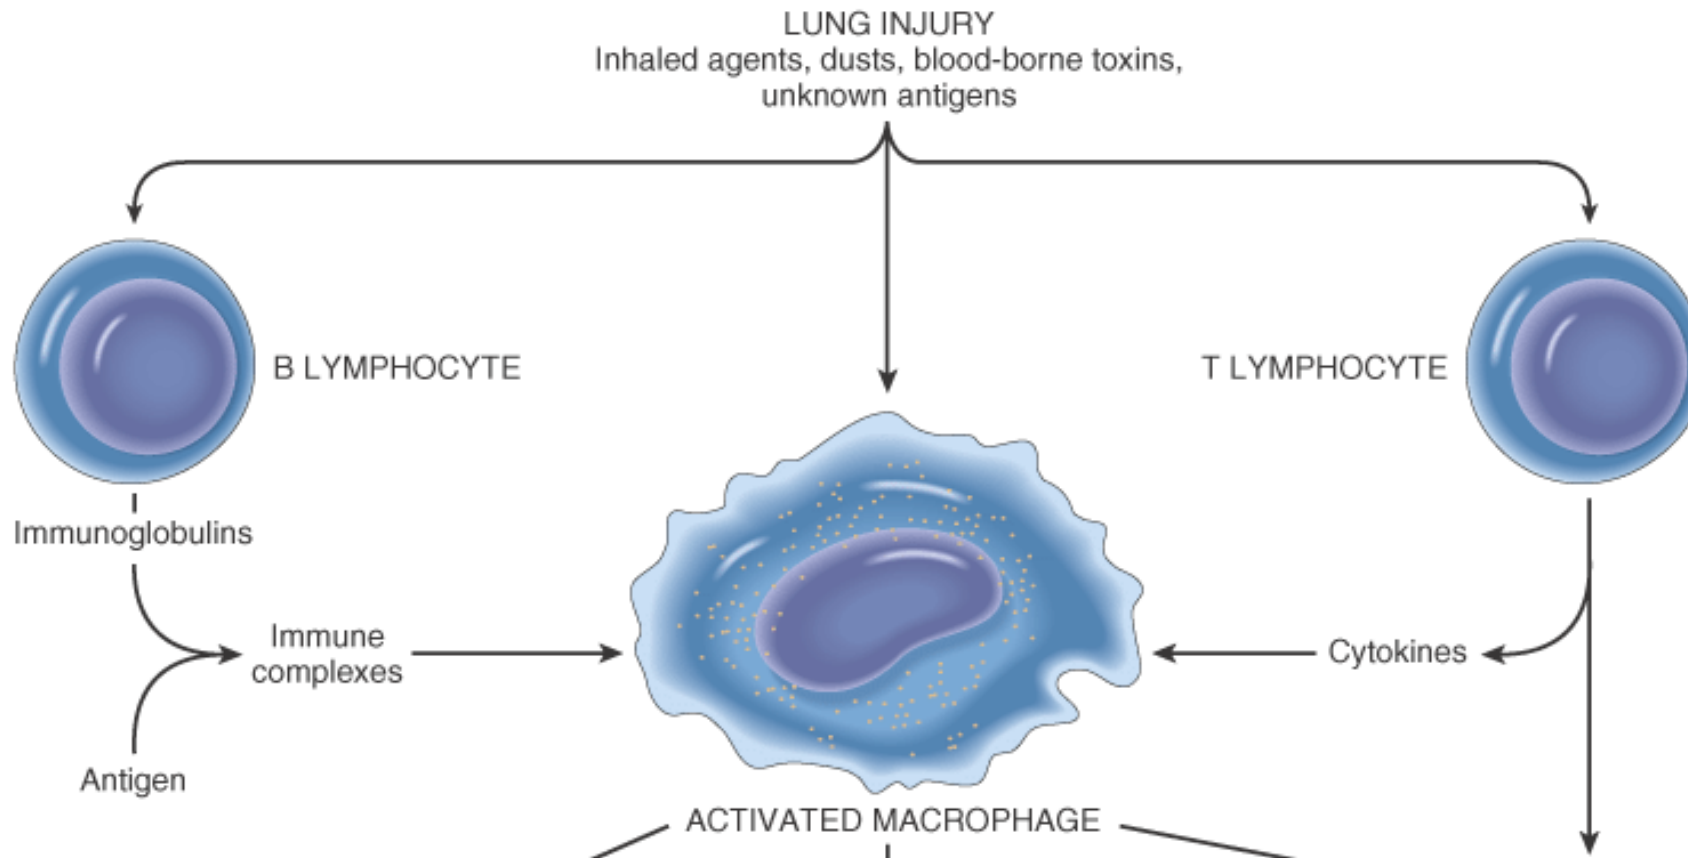 LUNG INJURY
Inhaled agents, dusts, blood-borne toxins,
unknown antigens
B LYMPHOCYTE
T LYMPHOCYTE
Immunoglobulins
Immune
complexes
Cytokines
Antigen
ACTIVATED MACROPHAGE